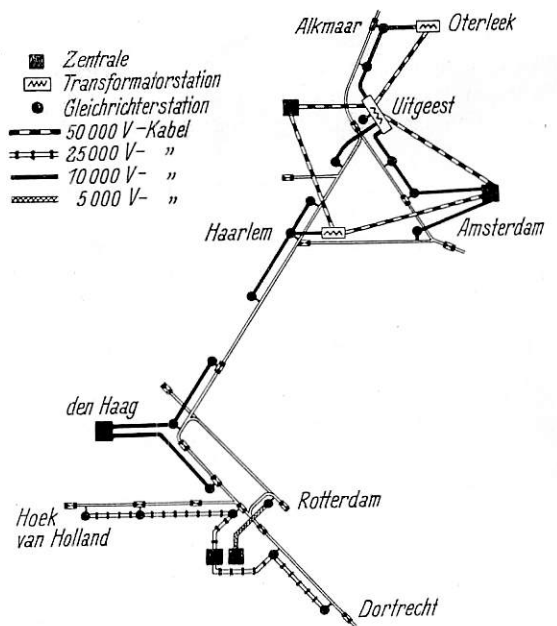 Alkmaar
Oterleek
Zentrale
Transformatorstation
Gleichrichterstation
50 000 V-Kabel
25 000 V- „
10 000 V- „
5 000 V- „
Uitgeest
Haarlem
Amsterdam
den Haag
Rotterdam
Hoek
van Holland
Dortrecht